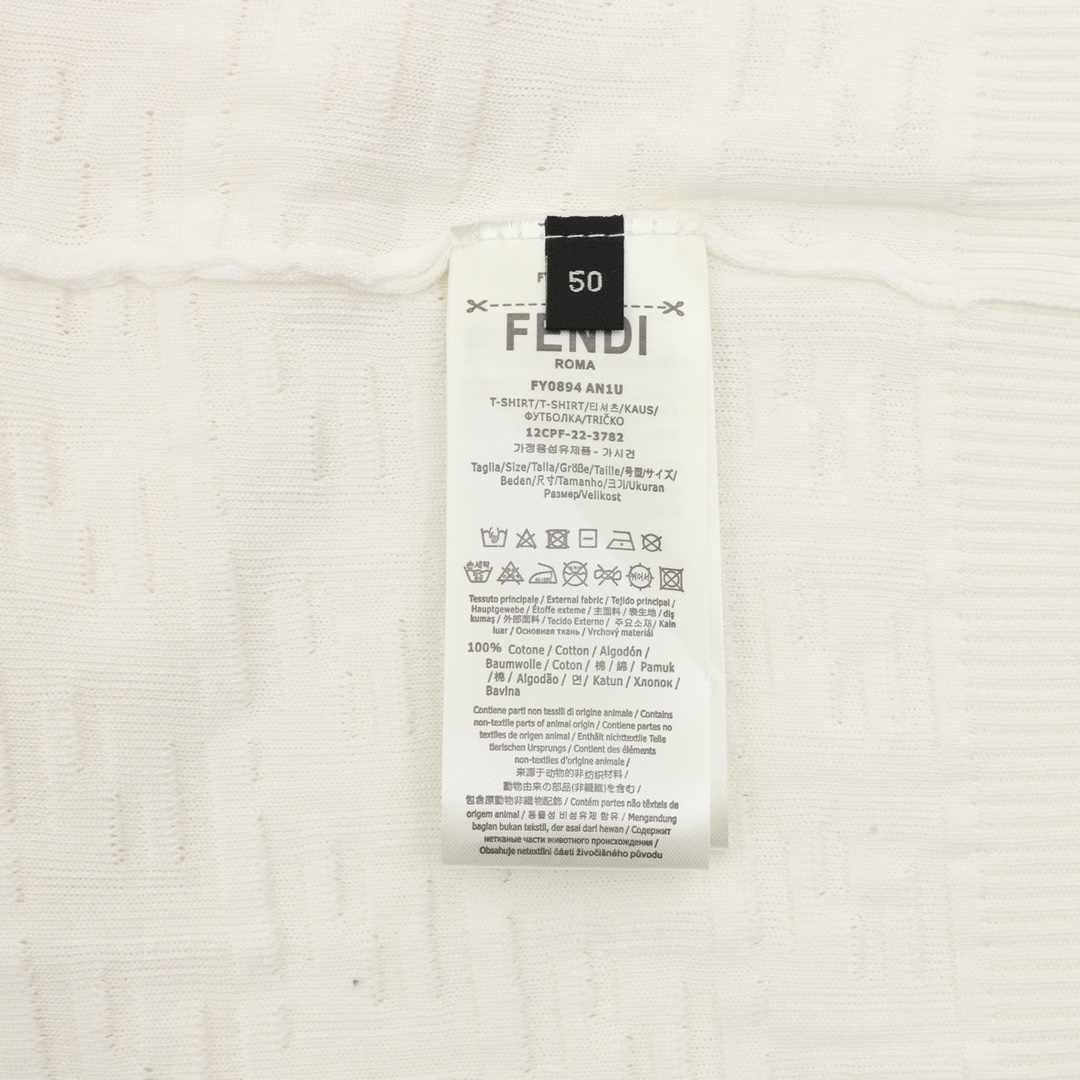 50
FENDI
ROMA
FY0894 AN1U
T-SHIRT/T-SHIRT/티셔츠/KAUS/
ФУТБОЛКА/TRIČKO
12CPF-22-3782
가정용섬유제품 - 가시건
Taglia/Size/Talla/Größe/Taille/号型/サイズ/
Beden/尺寸/Tamanho/크기/Ukuran
Размер/Velikost
손세탁
Tessuto principale / External fabric / Tejido principal /
Hauptgewebe / Étoffe externe / 主面料 / 表生地 / dış
kumaş / 外部面料 / Tecido Externo / 주요소재 / Kain
luar / Основная ткань / Vrchový materiál
100% Cotone / Cotton / Algodón /
Baumwolle / Coton / 棉 / 綿 / Pamuk
/ 棉 / Algodão / 면 / Katun / Хлопок /
Bavlna
Contiene parti non tessili di origine animale / Contains
non-textile parts of animal origin / Contiene partes no
textiles de origen animal / Enthält nichttextile Teile
tierischen Ursprungs / Contient des éléments
non-textiles d'origine animale /
来源于动物的非纺织材料 /
動物由来の部品(非繊維)を含む /
包含原動物非織物配飾 / Contém partes não têxteis de
origem animal / 동물성 비섬유제 함유 / Mengandung
bagian bukan tekstil, der asal dari hewan / Содержит
нетканые части животного происхождения /
Obsahuje netextilní části živočišného původu